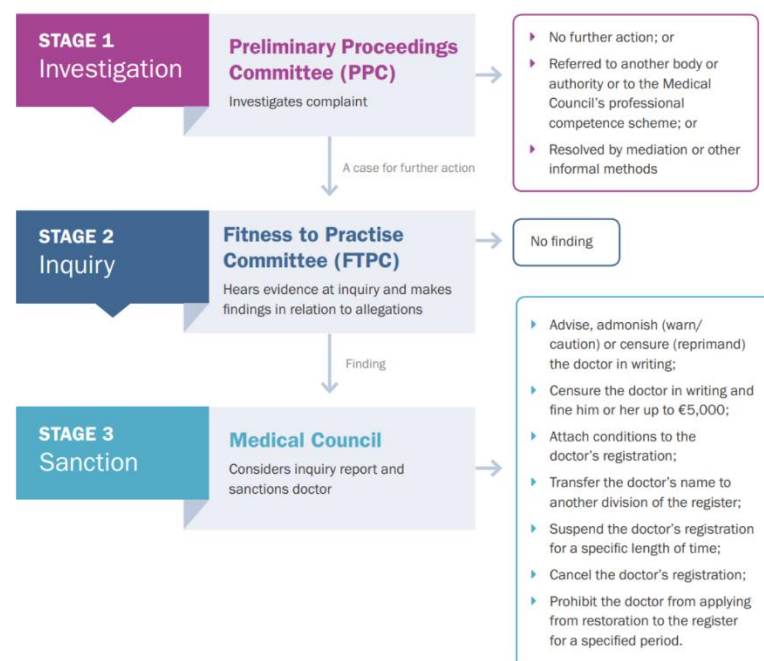 STAGE 1
Investigation
Preliminary Proceedings
Committee (PPC)
Investigates complaint
No further action; or
Referred to another body or
authority or to the Medical
Council's professional
competence scheme; or
Resolved by mediation or other
informal methods
A case for further action
STAGE 2
Inquiry
Fitness to Practise
Committee (FTPC)
Hears evidence at inquiry and makes
findings in relation to allegations
No finding
Finding
STAGE 3
Sanction
Medical Council
Considers inquiry report and
sanctions doctor
Advise, admonish (warn/
caution) or censure (reprimand)
the doctor in writing;
Censure the doctor in writing and
fine him or her up to €5,000;
Attach conditions to the
doctor's registration;
Transfer the doctor's name to
another division of the register;
Suspend the doctor's registration
for a specific length of time;
Cancel the doctor's registration;
Prohibit the doctor from applying
from restoration to the register
for a specified period.